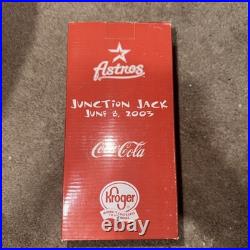 Astros
JUNCTION JACK
JUNE 8, 2003
Coca-Cola
Kroger